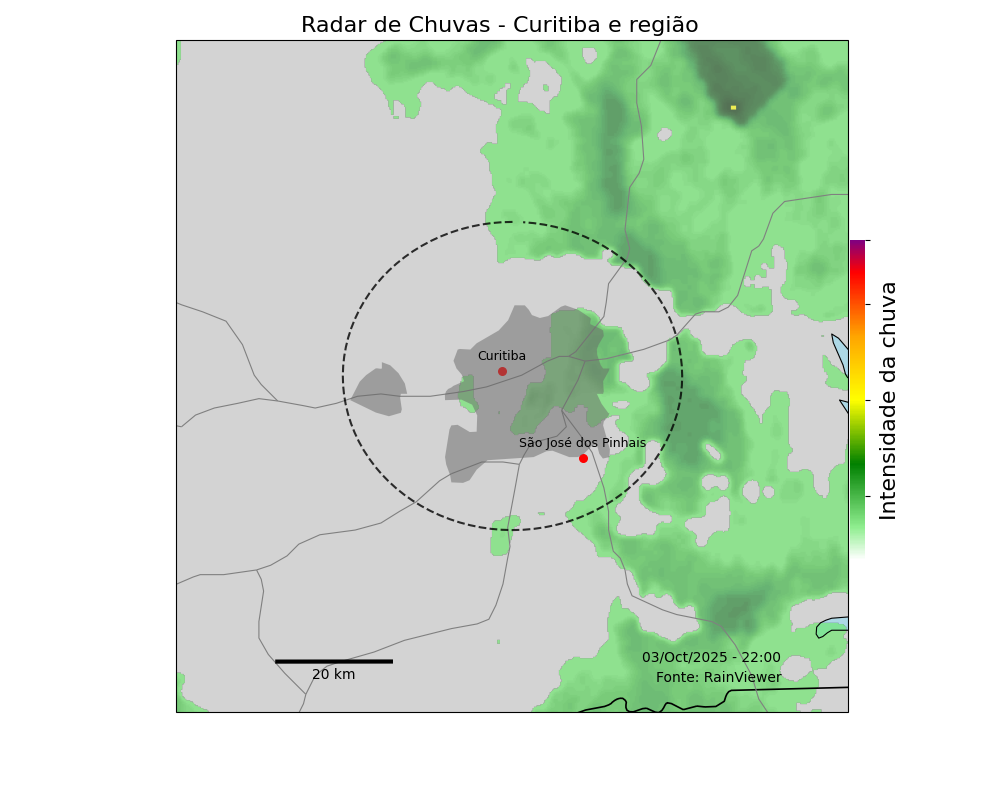 Radar de Chuvas - Curitiba e região
Curitiba
São José dos Pinhais
Intensidade da chuva
03/Oct/2025 - 22:00
Fonte: RainViewer
20 km